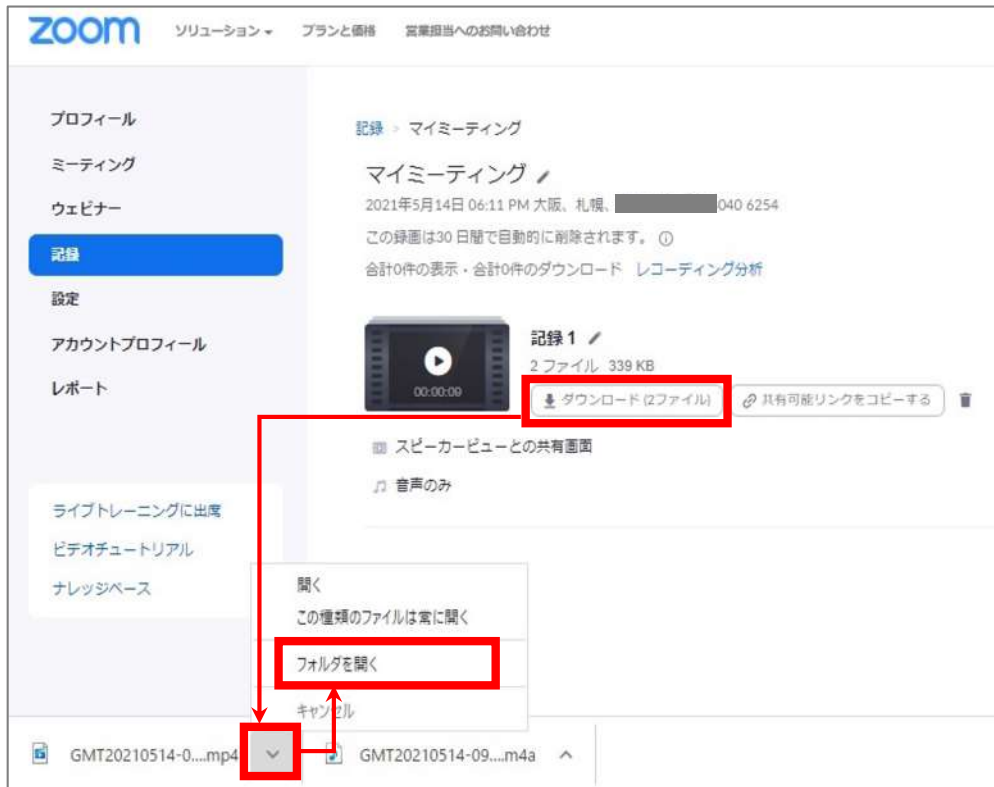 zoom ソリューション プランと価格 営業担当へのお問い合わせ
プロフィール
ミーティング
ウェビナー
記録
設定
アカウントプロフィール
レポート
ライブトレーニングに出席
ビデオチュートリアル
ナレッジベース
記録 > マイミーティング
マイミーティング
2021年5月14日 06:11 PM 大阪、札幌、 040 6254
この録画は30 日間で自動的に削除されます。
合計0件の表示・合計0件のダウンロード レコーディング分析
00:00:09
記録 1
2 ファイル 339 KB
ダウンロード (2ファイル) 共有可能リンクをコピーする
スピーカービューとの共有画面
音声のみ
開く
この種類のファイルは常に開く
フォルダを開く
キャンセル
GMT20210514-0....mp4 GMT20210514-09....m4a